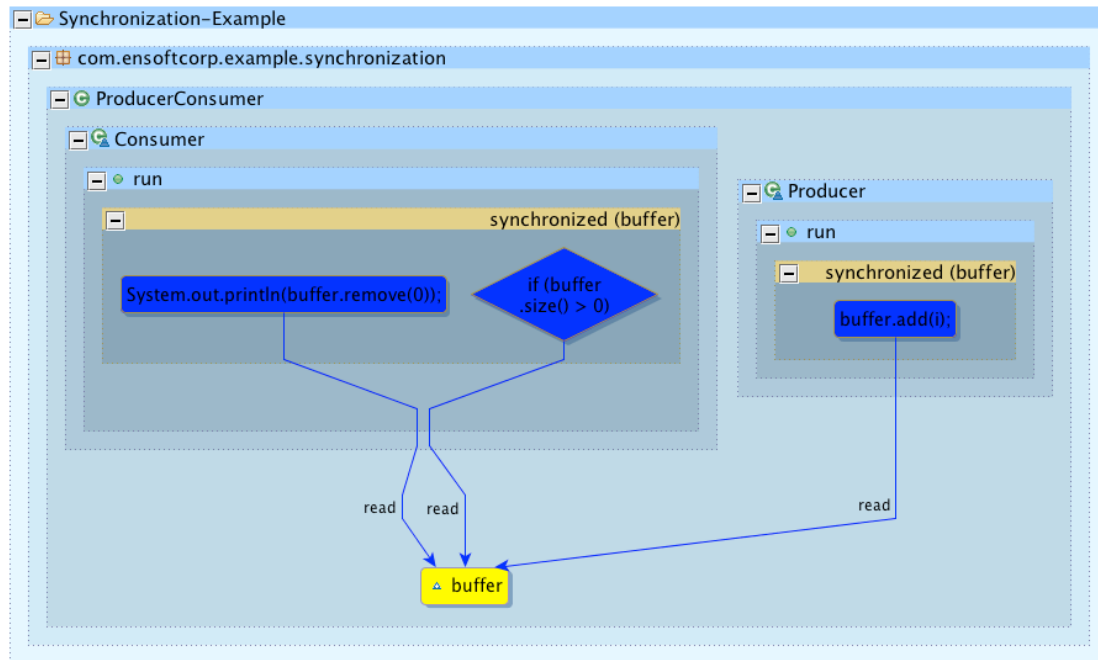 Synchronization-Example
com.ensoftcorp.example.synchronization
ProducerConsumer
Consumer
run
synchronized (buffer)
System.out.println(buffer.remove(0));
if (buffer
.size() > 0)
Producer
run
synchronized (buffer)
buffer.add(i);
read
read
read
buffer